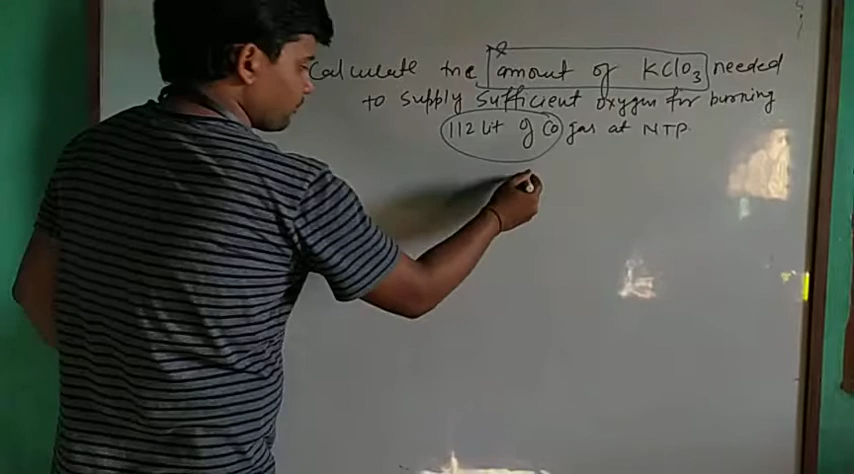 Calculate the amount of KClO3 needed
to supply sufficient oxygen for burning
112 lit of CO gas at NTP.